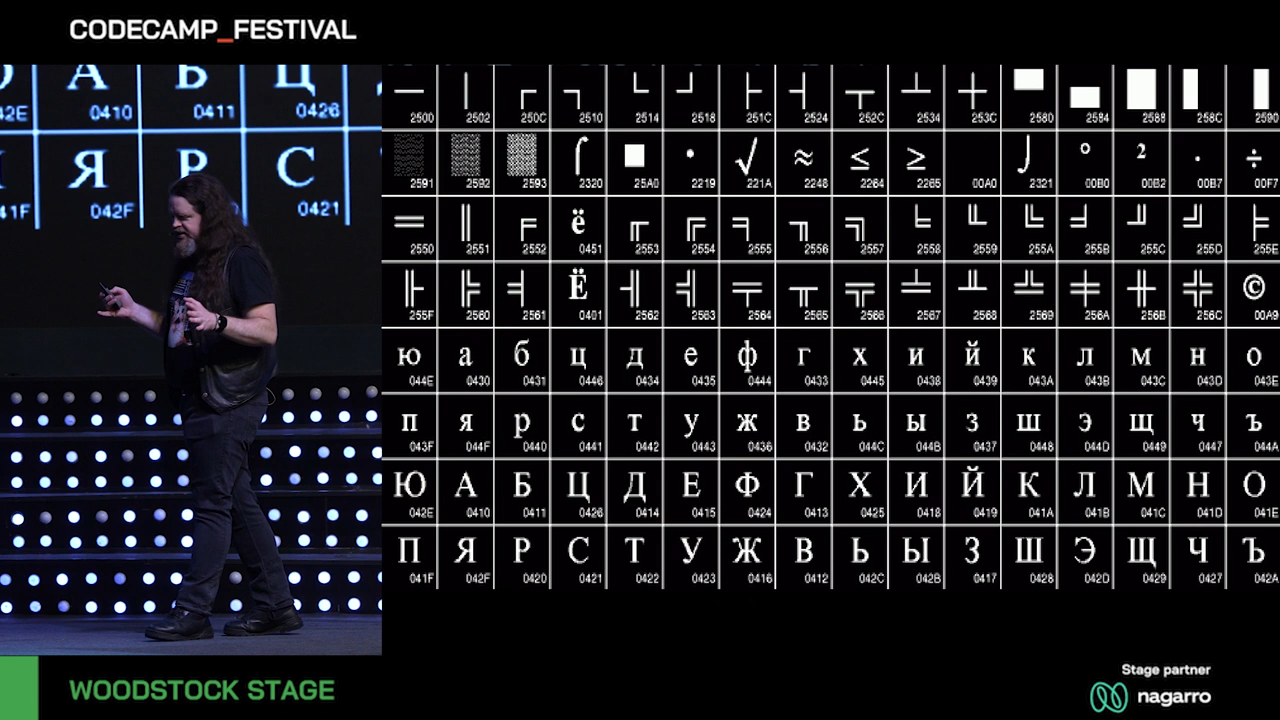 CODECAMP_FESTIVAL
42E А 0410 Ь 0411 Ц 0426
41F Я 042F Р С 0421
─ 2500 │ 2502 ┌ 250C ┐ 2510 └ 2514 ┘ 2518 ├ 251C ┤ 2524 ┬ 252C ┴ 2534 ┼ 253C ▀ 2580 ▄ 2584 █ 2588 ▌ 258C ▐ 2590
░ 2591 ▒ 2592 ▓ 2593 ⌠ 2320 ■ 25A0 ∙ 2219 √ 221A ≈ 2248 ≤ 2264 ≥ 2265 00A0 ⌡ 2321 ° 00B0 ² 00B2 · 00B7 ÷ 00F7
═ 2550 ║ 2551 ╒ 2552 ё 0451 ╓ 2553 ╔ 2554 ╕ 2555 ╖ 2556 ╗ 2557 ╘ 2558 ╙ 2559 ╚ 255A ╛ 255B ╜ 255C ╝ 255D ╞ 255E
╟ 255F ╠ 2560 ╡ 2561 Ё 0401 ╢ 2562 ╣ 2563 ╤ 2564 ╥ 2565 ╦ 2566 ╧ 2567 ╨ 2568 ╩ 2569 ╪ 256A ╫ 256B ╬ 256C © 00A9
ю 044E а 0430 б 0431 ц 0446 д 0434 е 0435 ф 0444 г 0433 х 0445 и 0438 й 0439 к 043A л 043B м 043C н 043D о 043E
п 043F я 044F р 0440 с 0441 т 0442 у 0443 ж 0436 в 0432 ь 044C ы 044B з 0437 ш 0448 э 044D щ 0449 ч 0447 ъ 044A
Ю 042E А 0410 Б 0411 Ц 0426 Д 0414 Е 0415 Ф 0424 Г 0413 Х 0425 И 0418 Й 0419 К 041A Л 041B М 041C Н 041D О 041E
П 041F Я 042F Р 0420 С 0421 Т 0422 У 0423 Ж 0416 В 0412 Ь 042C Ы 042B З 0417 Ш 0428 Э 042D Щ 0429 Ч 0427 Ъ 042A
WOODSTOCK STAGE
Stage partner
nagarro